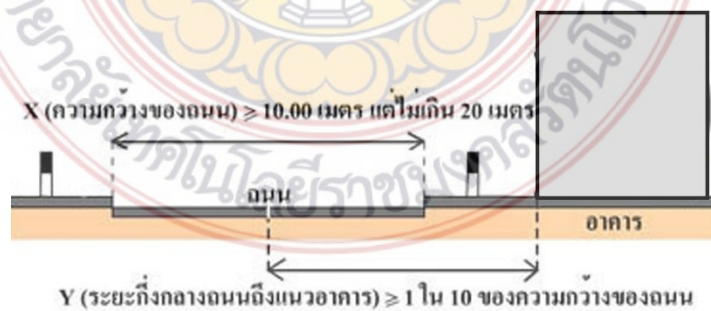 X (ความกว้างของถนน) ≥ 10.00 เมตร แต่ไม่เกิน 20 เมตร
ถนน
อาคาร
Y (ระยะกึ่งกลางถนนถึงแนวอาคาร) ≥ 1 ใน 10 ของความกว้างของถนน